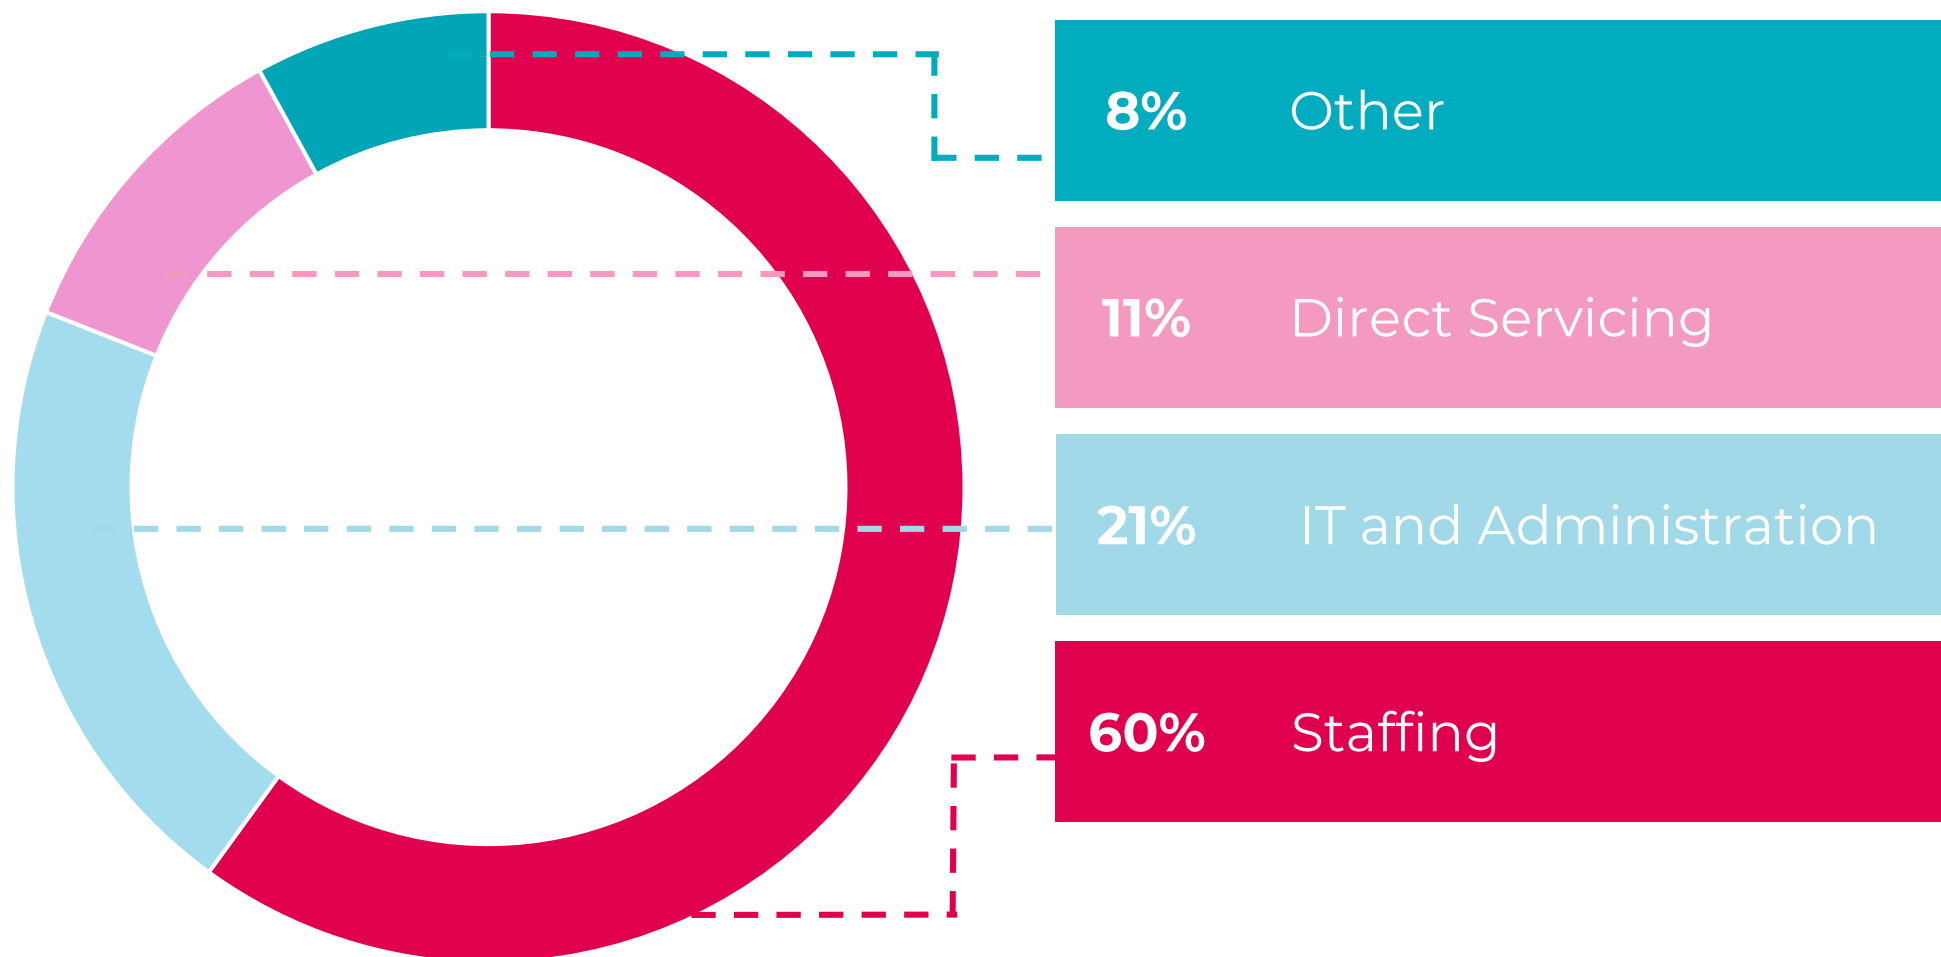 8% Other
11% Direct Servicing
21% IT and Administration
60% Staffing